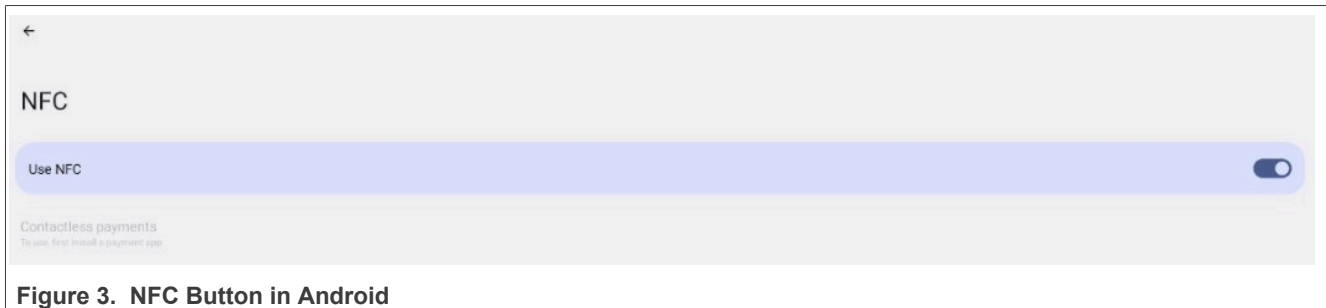 NFC
Use NFC
Contactless payments
To use first install a payment app
Figure 3. NFC Button in Android